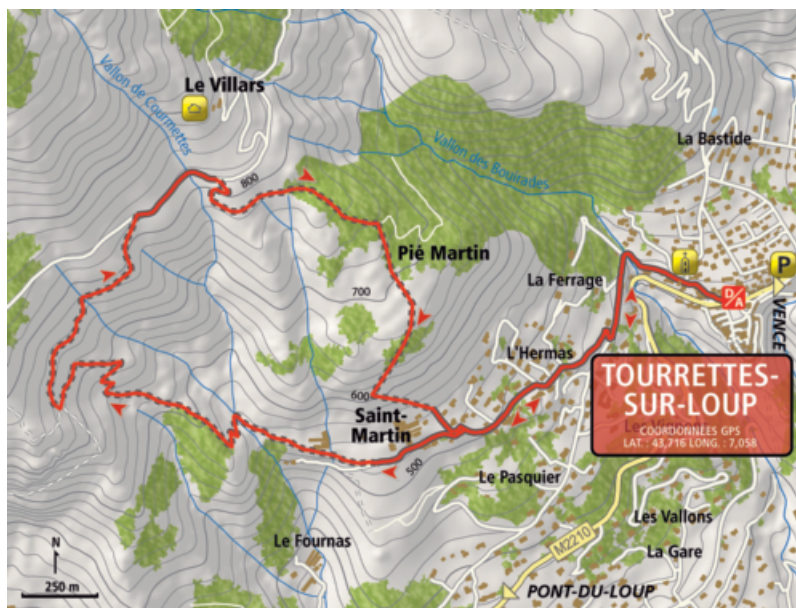 Le Villars
Vallon de Courmettes
Vallon des Bouirades
La Bastide
800
Pié Martin
La Ferrage
P
D/A
VENCE
700
L'Hermas
600
Saint-
Martin
TOURRETTES-
SUR-LOUP
COORDONNÉES GPS
LAT. : 43,716 LONG. : 7,058
500
Le Pasquier
Les Vallons
Le Fournas
La Gare
M2210
N
250 m
PONT-DU-LOUP